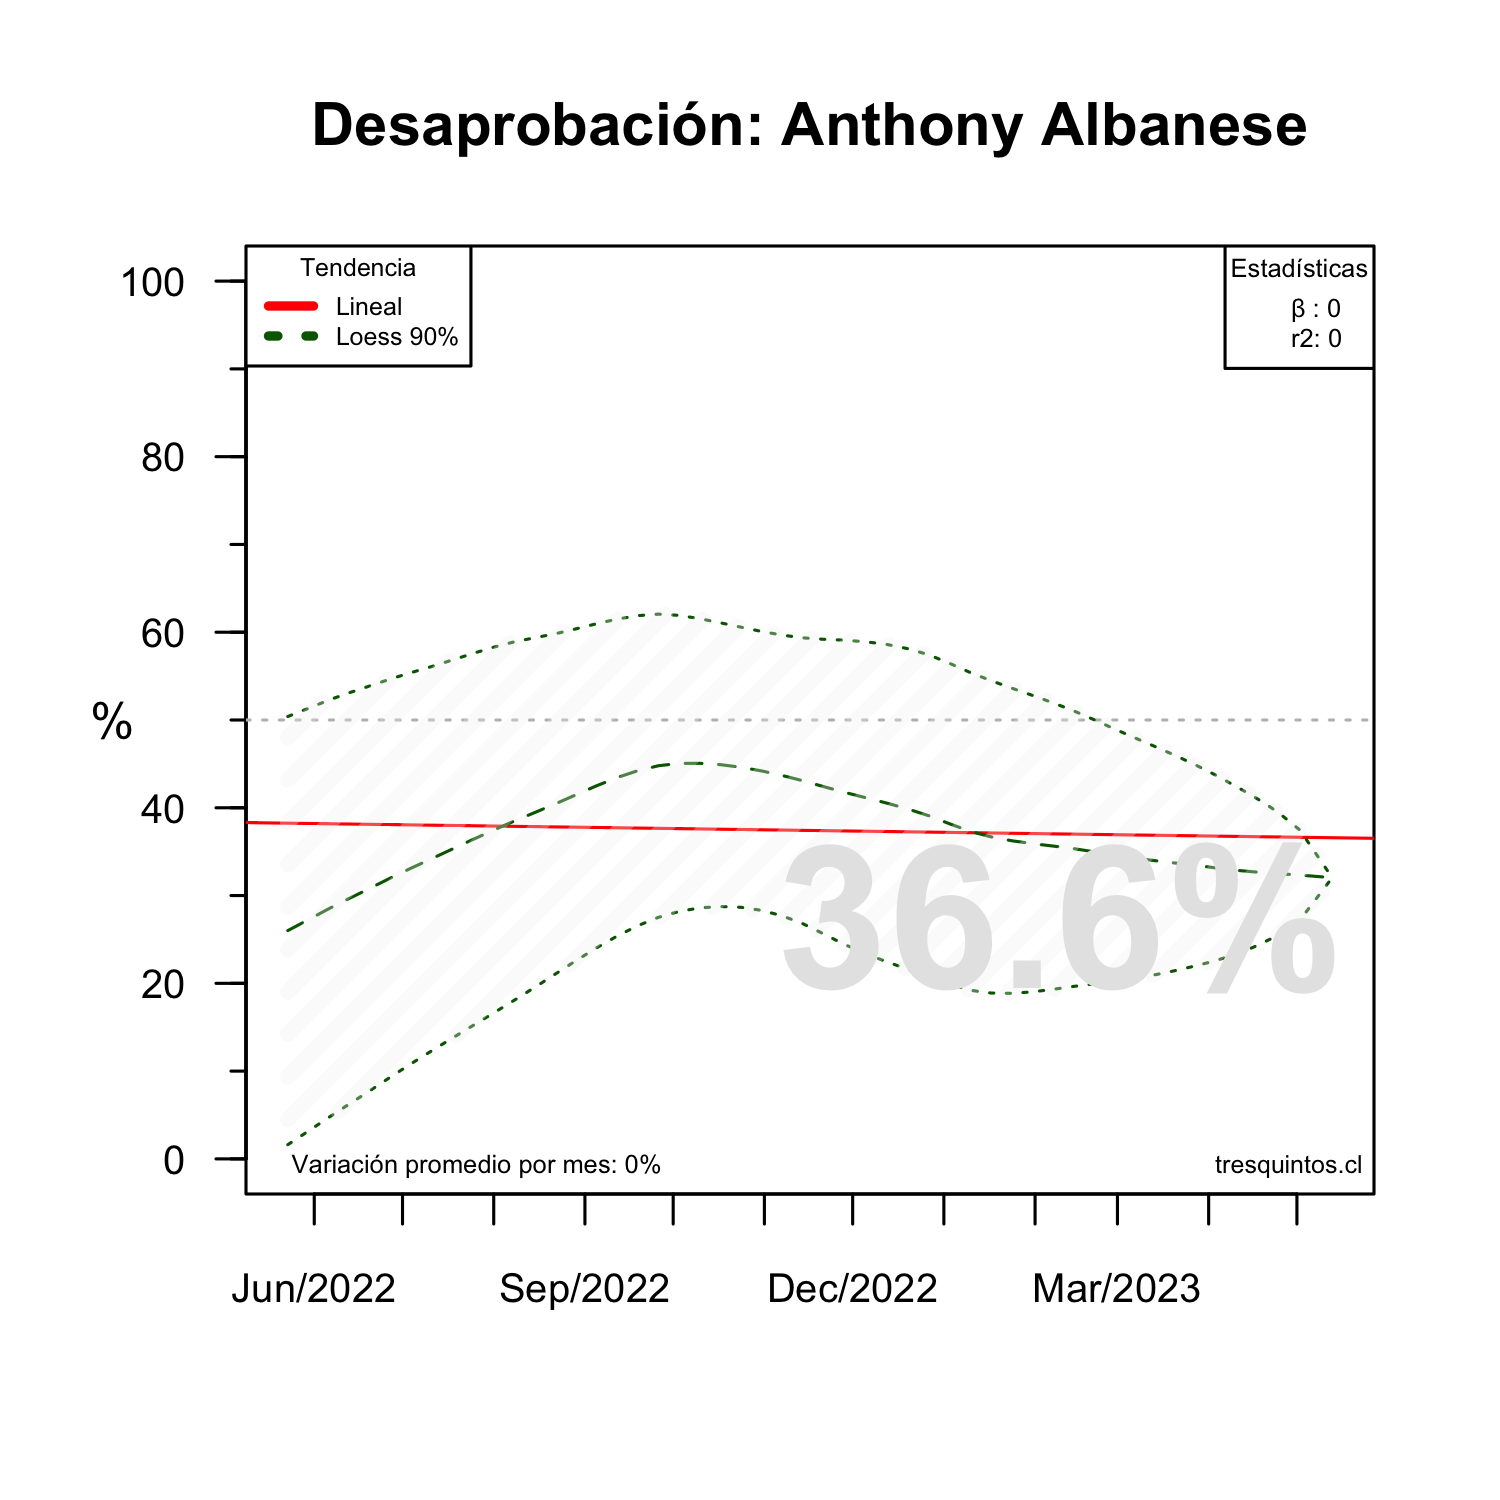 Desaprobación: Anthony Albanese
Tendencia
Lineal
Loess 90%
Estadísticas
β : 0
r2: 0
100
80
60
%
40
20
0
36.6%
Variación promedio por mes: 0%
tresquintos.cl
Jun/2022 Sep/2022 Dec/2022 Mar/2023